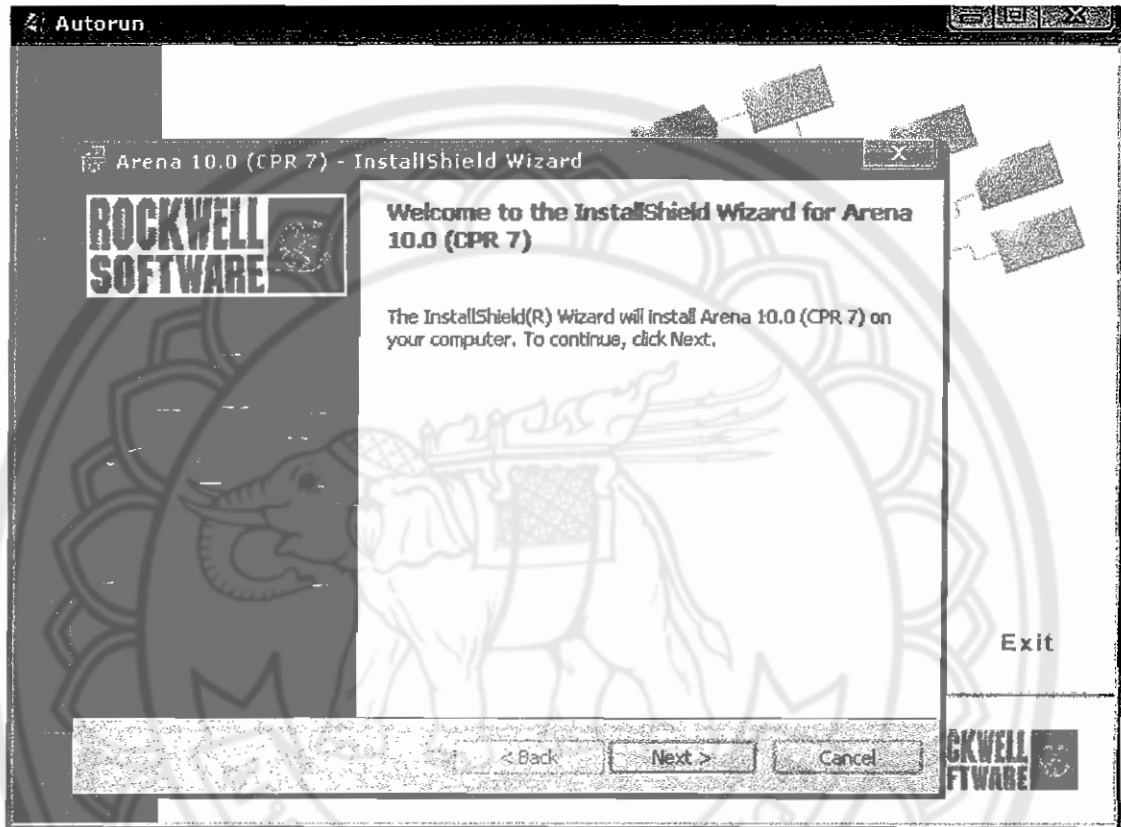 Autorun
Arena 10.0 (CPR 7) - InstallShield Wizard
ROCKWELL
SOFTWARE
Welcome to the InstallShield Wizard for Arena
10.0 (CPR 7)
The InstallShield(R) Wizard will install Arena 10.0 (CPR 7) on
your computer. To continue, click Next.
Exit
< Back
Next >
Cancel
CKWELL
FTWARE